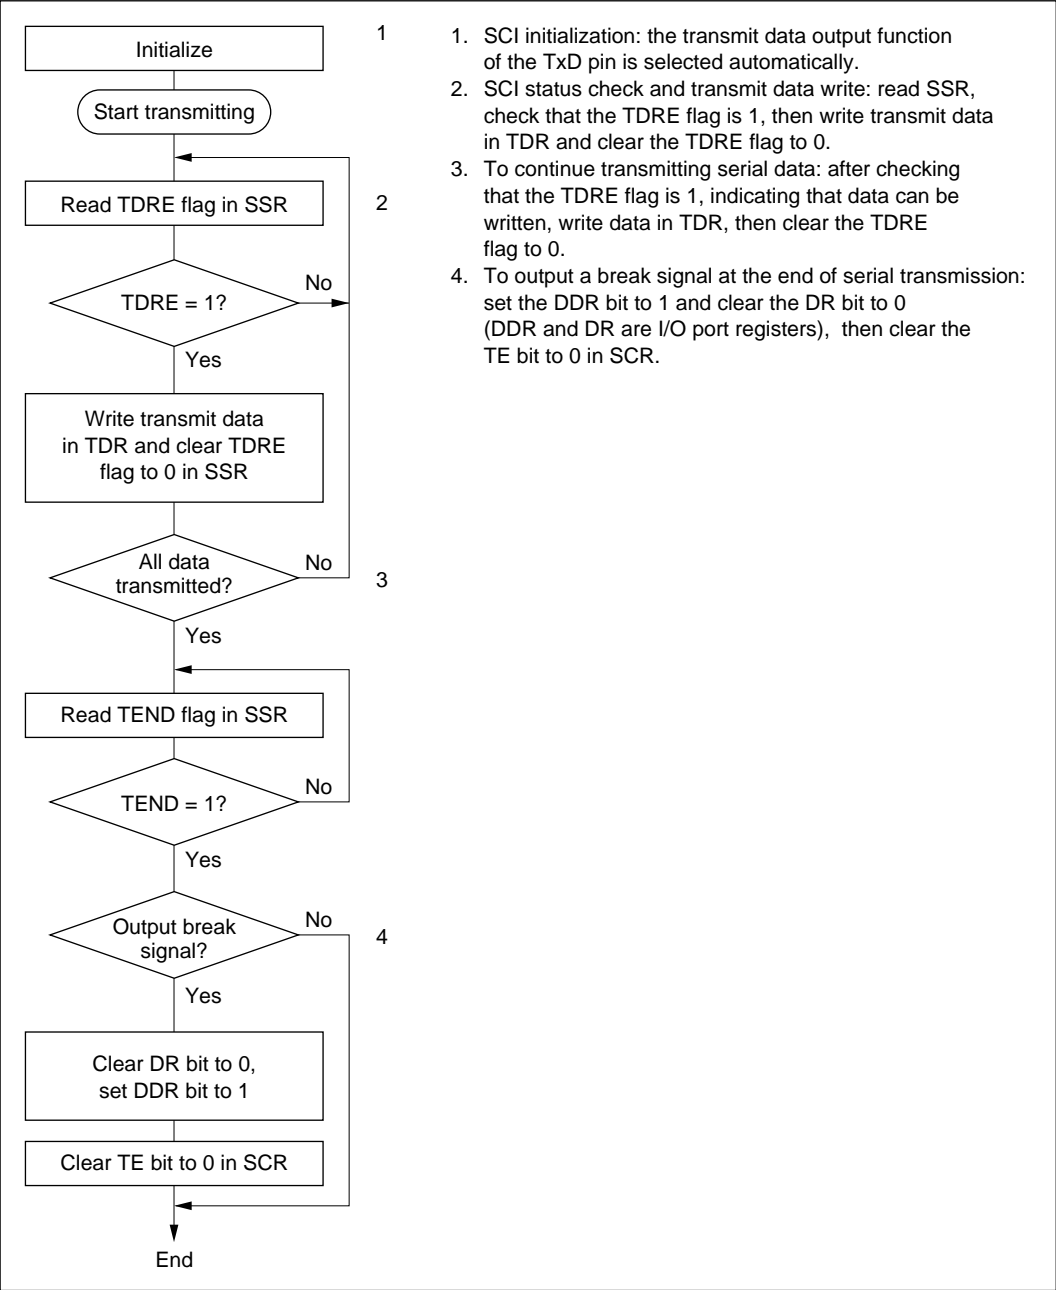 Initialize
1
Start transmitting
Read TDRE flag in SSR
2
TDRE = 1?
No
Yes
Write transmit data
in TDR and clear TDRE
flag to 0 in SSR
All data
transmitted?
No
3
Yes
Read TEND flag in SSR
TEND = 1?
No
Yes
Output break
signal?
No
4
Yes
Clear DR bit to 0,
set DDR bit to 1
Clear TE bit to 0 in SCR
End
1. SCI initialization: the transmit data output function
of the TxD pin is selected automatically.
2. SCI status check and transmit data write: read SSR,
check that the TDRE flag is 1, then write transmit data
in TDR and clear the TDRE flag to 0.
3. To continue transmitting serial data: after checking
that the TDRE flag is 1, indicating that data can be
written, write data in TDR, then clear the TDRE
flag to 0.
4. To output a break signal at the end of serial transmission:
set the DDR bit to 1 and clear the DR bit to 0
(DDR and DR are I/O port registers), then clear the
TE bit to 0 in SCR.